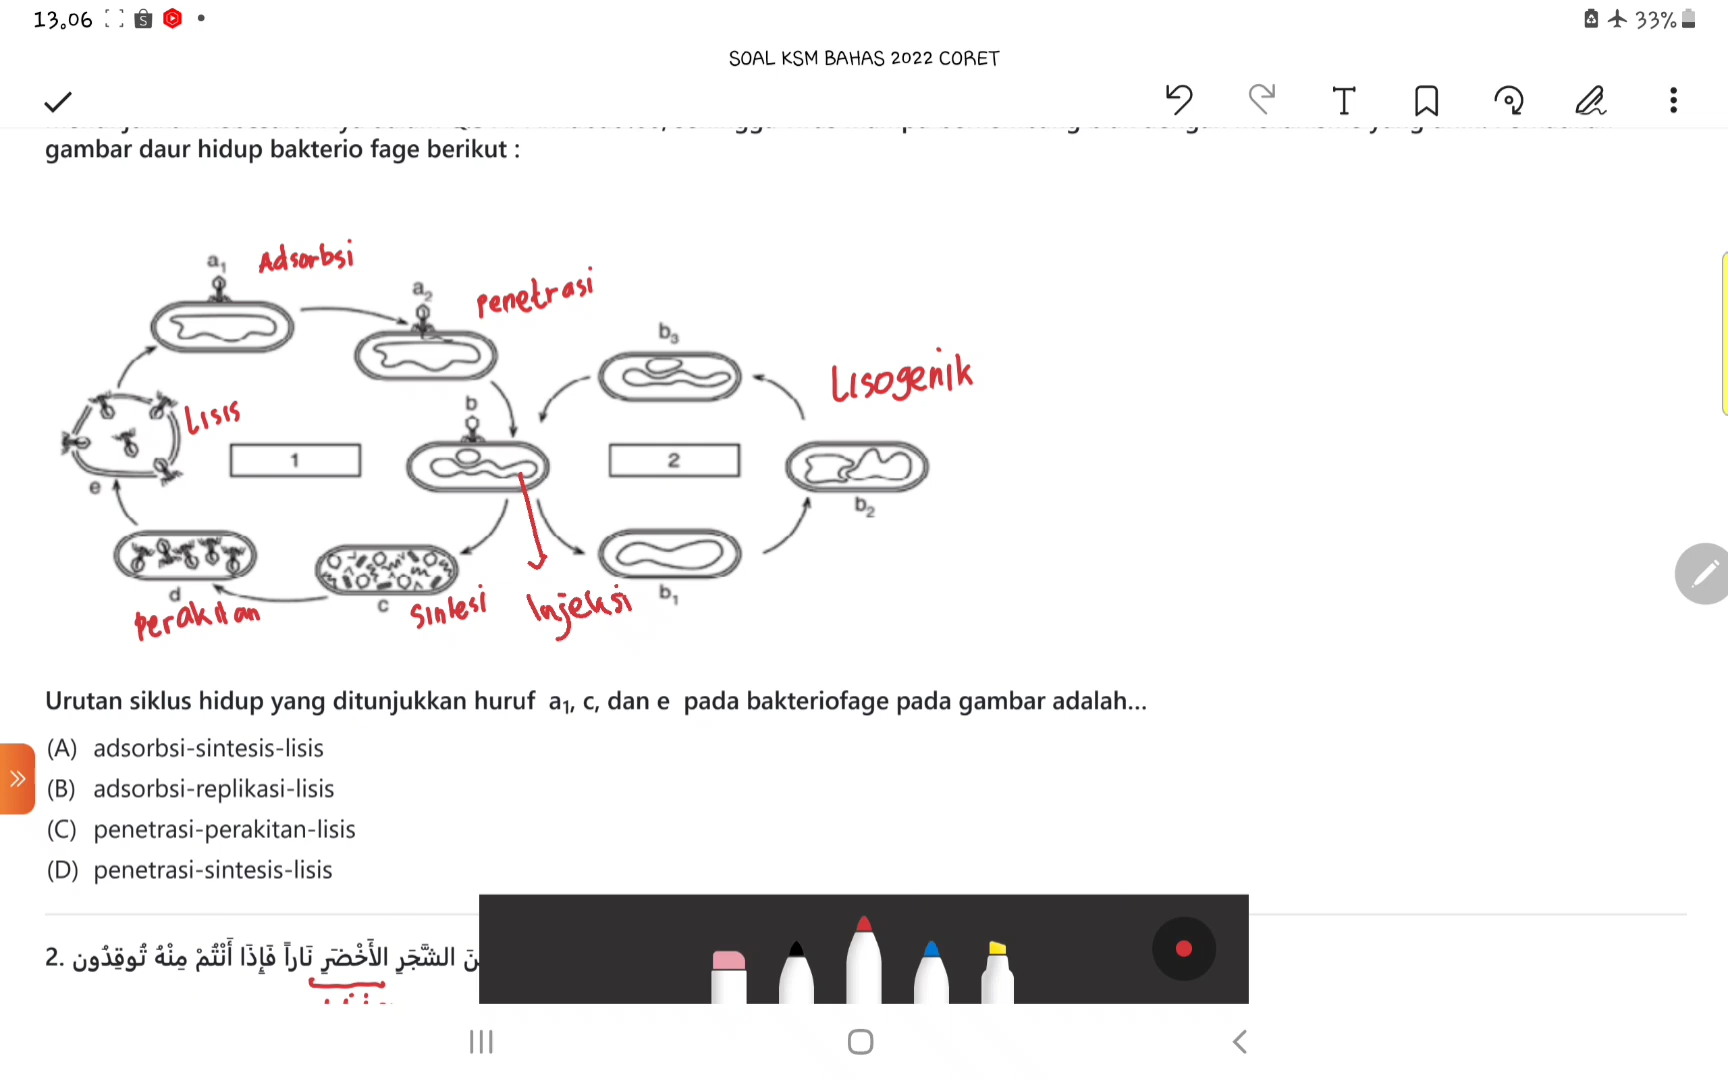 13.06
33%
SOAL KSM BAHAS 2022 CORET
gambar daur hidup bakterio fage berikut :
a1 Adsorbsi
a2 Penetrasi
b3
Lisogenik
b
Lisis
1
2
e
b2
d
Perakitan
c
Sintesi
Injeksi
b1
Urutan siklus hidup yang ditunjukkan huruf a1, c, dan e pada bakteriofage pada gambar adalah...
(A) adsorbsi-sintesis-lisis
(B) adsorbsi-replikasi-lisis
(C) penetrasi-perakitan-lisis
(D) penetrasi-sintesis-lisis
2. الشَّجَرِ الأَخْضَرِ نَاراً فَإِذَا أَنْتُمْ مِنْهُ تُوقِدُون